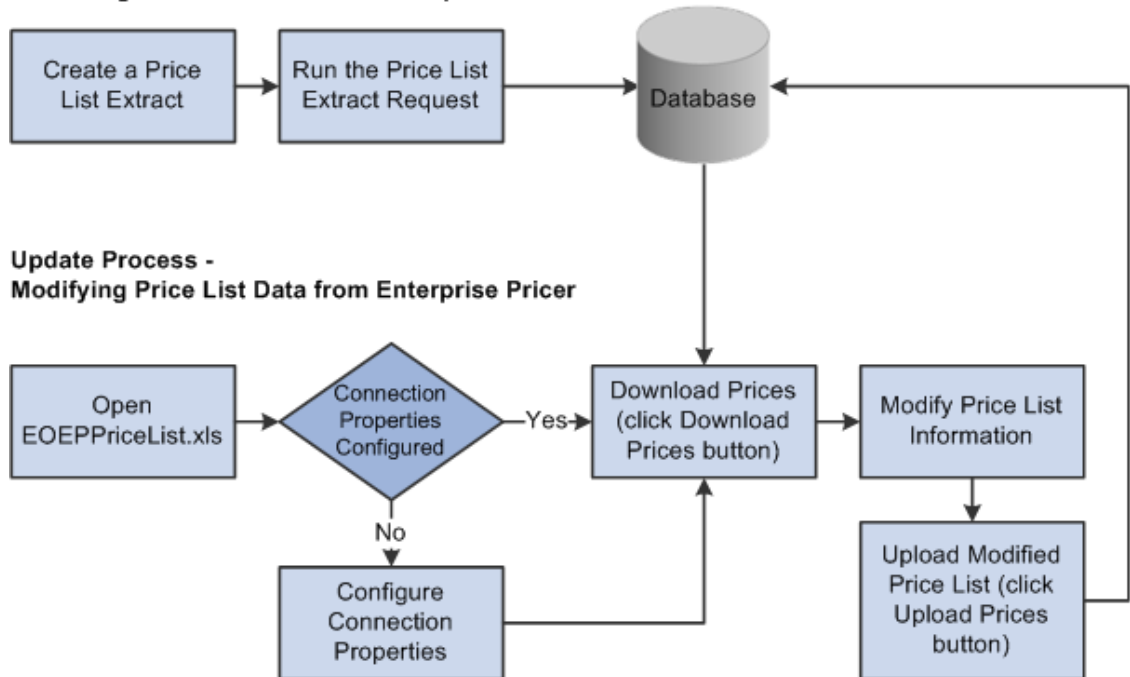 Create a Price
List Extract
Run the Price List
Extract Request
Database
Update Process -
Modifying Price List Data from Enterprise Pricer
Open
EOEPPriceList.xls
Connection
Properties
Configured
Yes
No
Configure
Connection
Properties
Download Prices
(click Download
Prices button)
Modify Price List
Information
Upload Modified
Price List (click
Upload Prices
button)